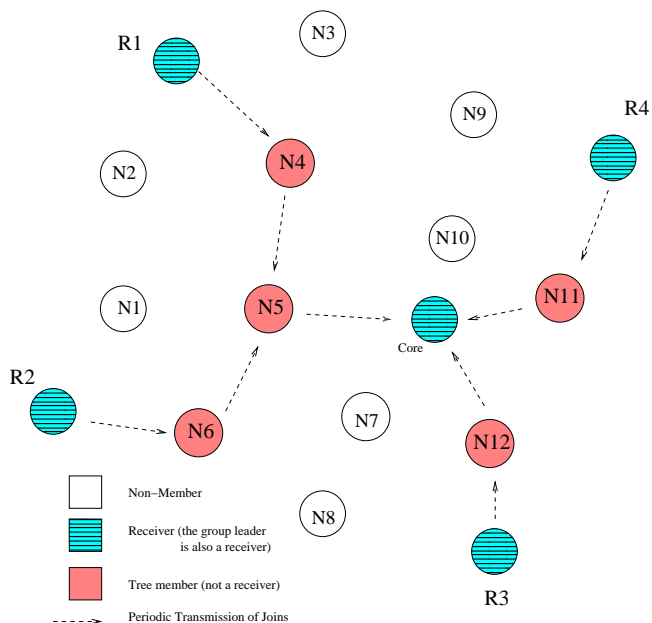 N3
R1
N9
R4
N4
N2
N10
N11
N1
N5
Core
R2
N7
N6
N12
Non−Member
N8
Receiver (the group leader
is also a receiver)
Tree member (not a receiver)
R3
Periodic Transmission of Joins